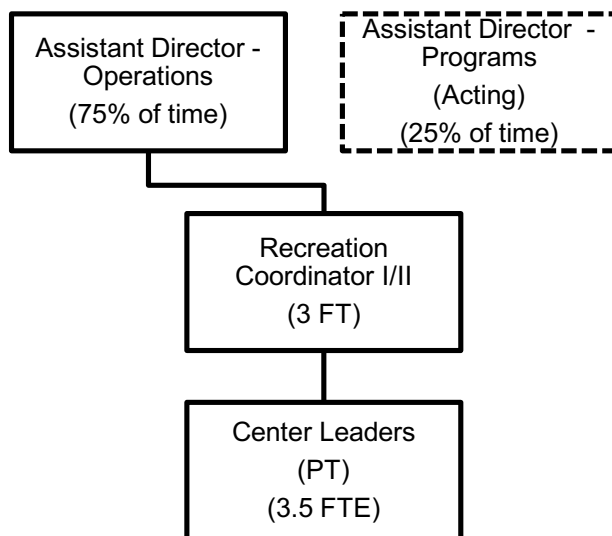 Assistant Director -
Operations
(75% of time)
Assistant Director -
Programs
(Acting)
(25% of time)
Recreation
Coordinator I/II
(3 FT)
Center Leaders
(PT)
(3.5 FTE)